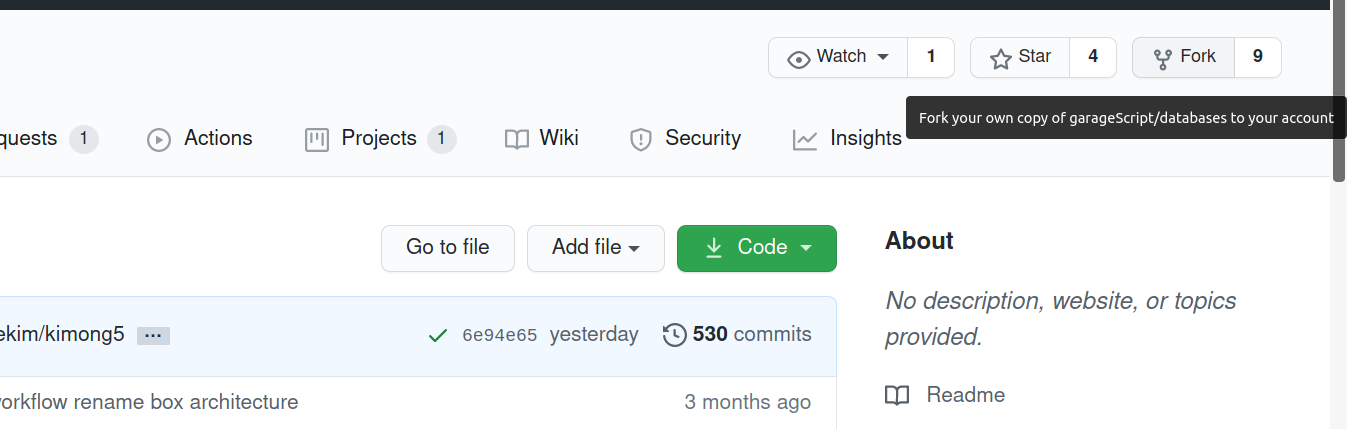 Watch 1 Star 4 Fork 9
Fork your own copy of garageScript/databases to your account
quests 1 Actions Projects 1 Wiki Security Insights
Go to file Add file Code
About
No description, website, or topics
provided.
ekim/kimong5 ... 6e94e65 yesterday 530 commits
workflow rename box architecture 3 months ago
Readme